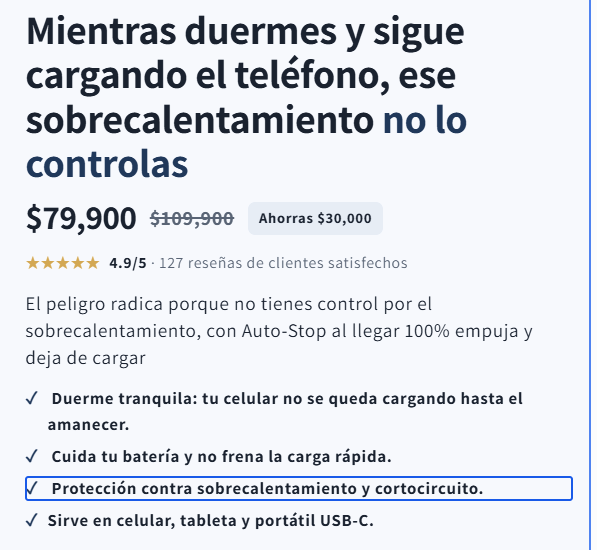 Mientras duermes y sigue
cargando el teléfono, ese
sobrecalentamiento no lo
controlas
$79,900 $109,900 Ahorras $30,000
★★★★★ 4.9/5 · 127 reseñas de clientes satisfechos
El peligro radica porque no tienes control por el
sobrecalentamiento, con Auto-Stop al llegar 100% empuja y
deja de cargar
✓ Duerme tranquila: tu celular no se queda cargando hasta el
amanecer.
✓ Cuida tu batería y no frena la carga rápida.
✓ Protección contra sobrecalentamiento y cortocircuito.
✓ Sirve en celular, tableta y portátil USB-C.